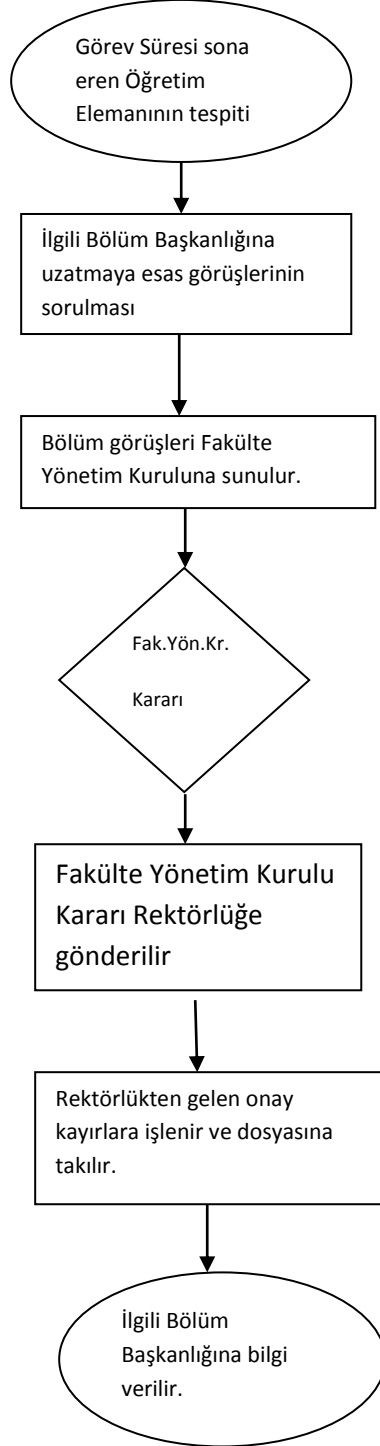 Görev Süresi sona
eren Öğretim
Elemanının tespiti
İlgili Bölüm Başkanlığına
uzatmaya esas görüşlerinin
sorulması
Bölüm görüşleri Fakülte
Yönetim Kuruluna sunulur.
Fak.Yön.Kr.
Kararı
Fakülte Yönetim Kurulu
Kararı Rektörlüğe
gönderilir
Rektörlükten gelen onay
kayırlara işlenir ve dosyasına
takılır.
İlgili Bölüm
Başkanlığına bilgi
verilir.